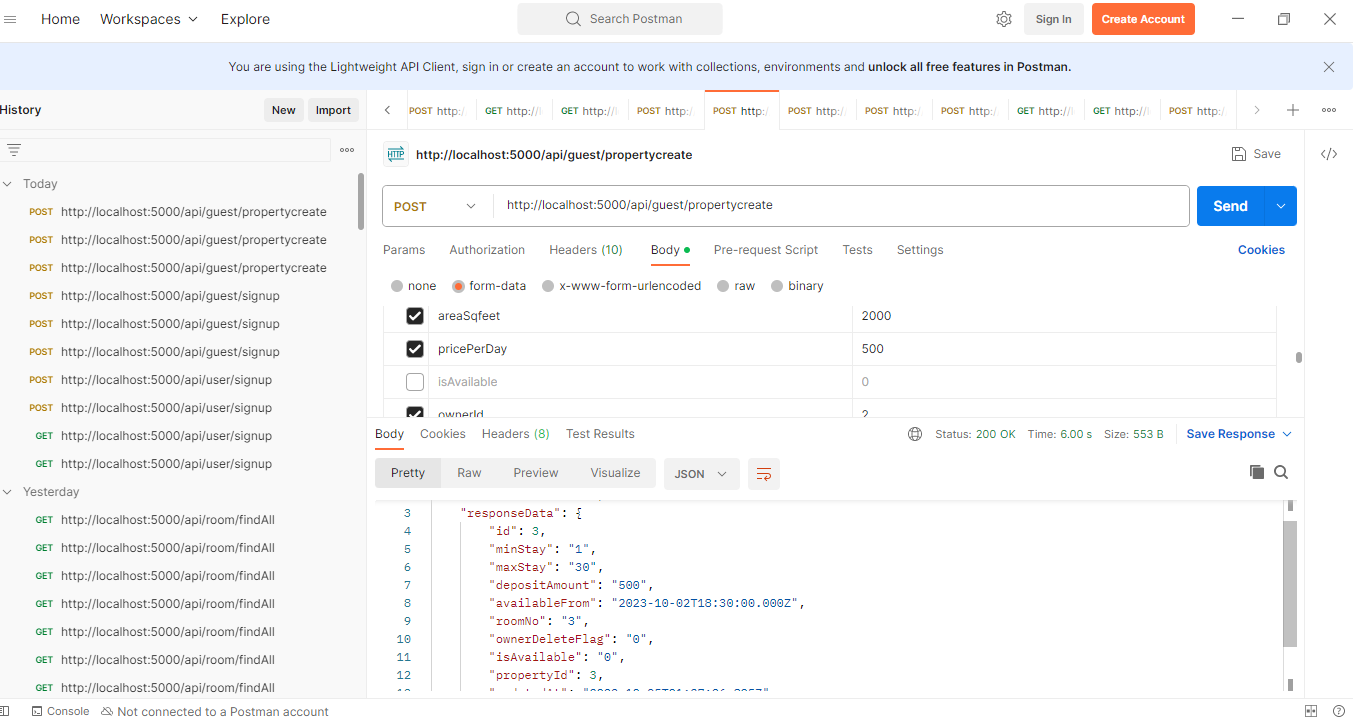 Home Workspaces Explore Search Postman Sign In Create Account
You are using the Lightweight API Client, sign in or create an account to work with collections, environments and unlock all free features in Postman.
History New Import
POST http:/ GET http://l GET http://l POST http:/ POST http:/ POST http:/ POST http:/ POST http:/ GET http://l GET http://l POST http:/
HTTP http://localhost:5000/api/guest/propertycreate Save
Today
POST http://localhost:5000/api/guest/propertycreate
POST http://localhost:5000/api/guest/propertycreate
POST http://localhost:5000/api/guest/propertycreate
POST http://localhost:5000/api/guest/signup
POST http://localhost:5000/api/guest/signup
POST http://localhost:5000/api/guest/signup
POST http://localhost:5000/api/user/signup
POST http://localhost:5000/api/user/signup
GET http://localhost:5000/api/user/signup
GET http://localhost:5000/api/user/signup
Yesterday
GET http://localhost:5000/api/room/findAll
GET http://localhost:5000/api/room/findAll
GET http://localhost:5000/api/room/findAll
GET http://localhost:5000/api/room/findAll
GET http://localhost:5000/api/room/findAll
GET http://localhost:5000/api/room/findAll
GET http://localhost:5000/api/room/findAll
POST http://localhost:5000/api/guest/propertycreate Send
Params Authorization Headers (10) Body Pre-request Script Tests Settings Cookies
none form-data x-www-form-urlencoded raw binary
areaSqfeet 2000
pricePerDay 500
isAvailable 0
ownerId 2
Body Cookies Headers (8) Test Results Status: 200 OK Time: 6.00 s Size: 553 B Save Response
Pretty Raw Preview Visualize JSON
3 "responseData": {
4 "id": 3,
5 "minStay": "1",
6 "maxStay": "30",
7 "depositAmount": "500",
8 "availableFrom": "2023-10-02T18:30:00.000Z",
9 "roomNo": "3",
10 "ownerDeleteFlag": "0",
11 "isAvailable": "0",
12 "propertyId": 3,
Console Not connected to a Postman account